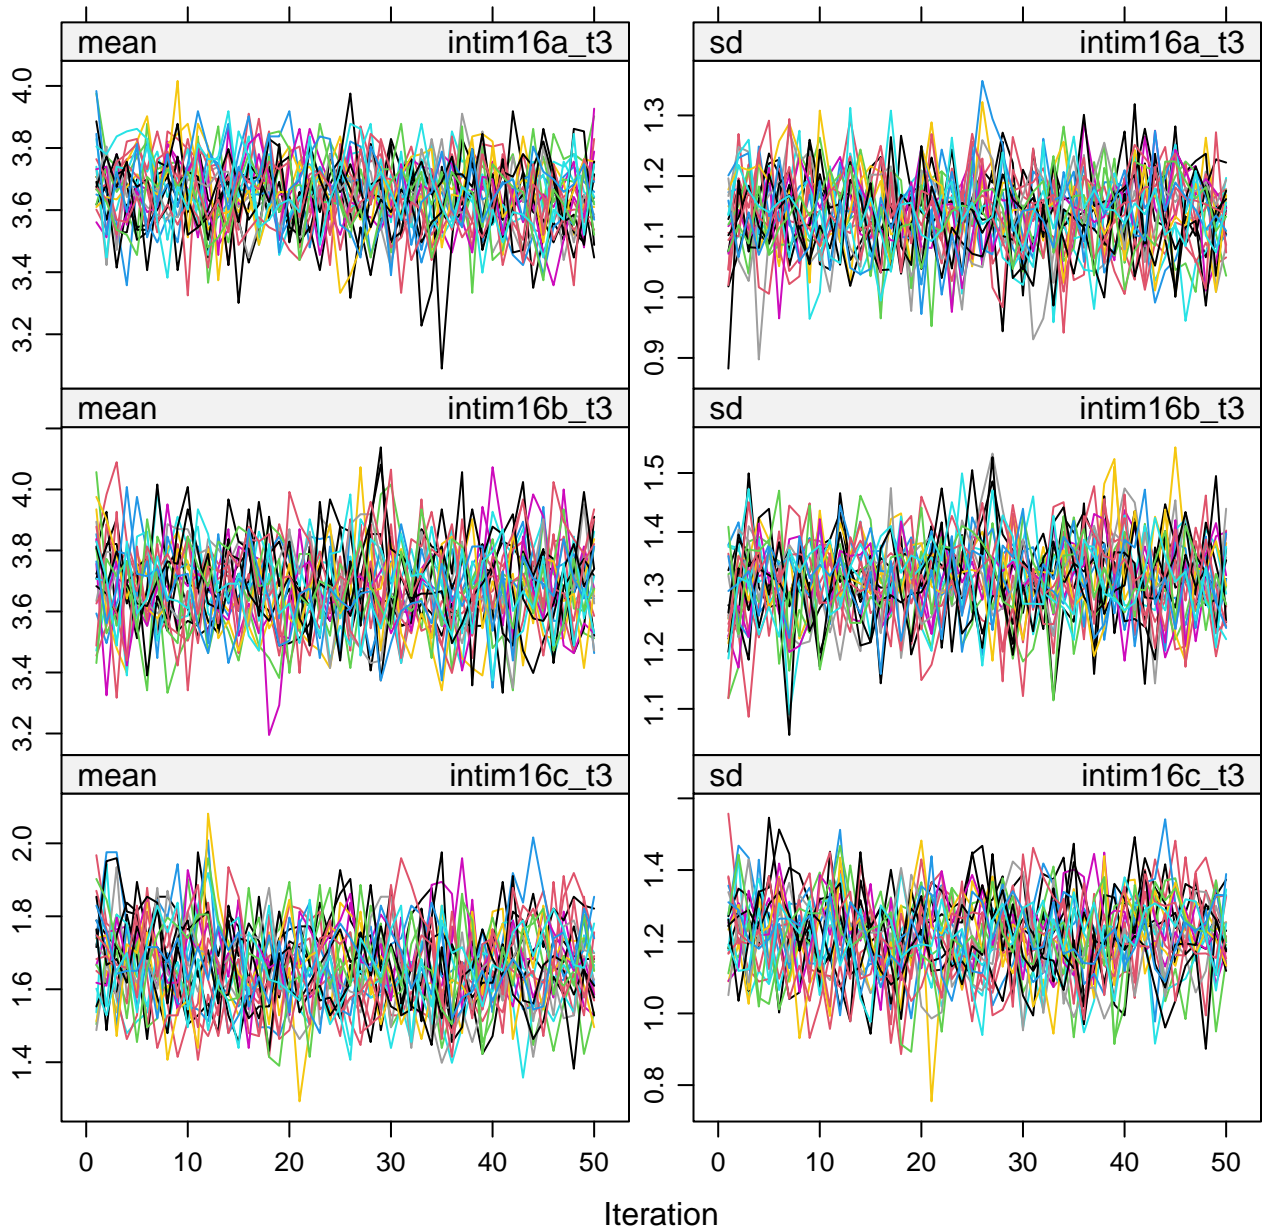 mean intim16a_t3 sd intim16a_t3
4.0 3.8 3.6 3.4 3.2
1.3 1.2 1.1 1.0 0.9
mean intim16b_t3 sd intim16b_t3
4.0 3.8 3.6 3.4 3.2
1.5 1.4 1.3 1.2 1.1
mean intim16c_t3 sd intim16c_t3
2.0 1.8 1.6 1.4
1.4 1.2 1.0 0.8
0 10 20 30 40 50 0 10 20 30 40 50
Iteration